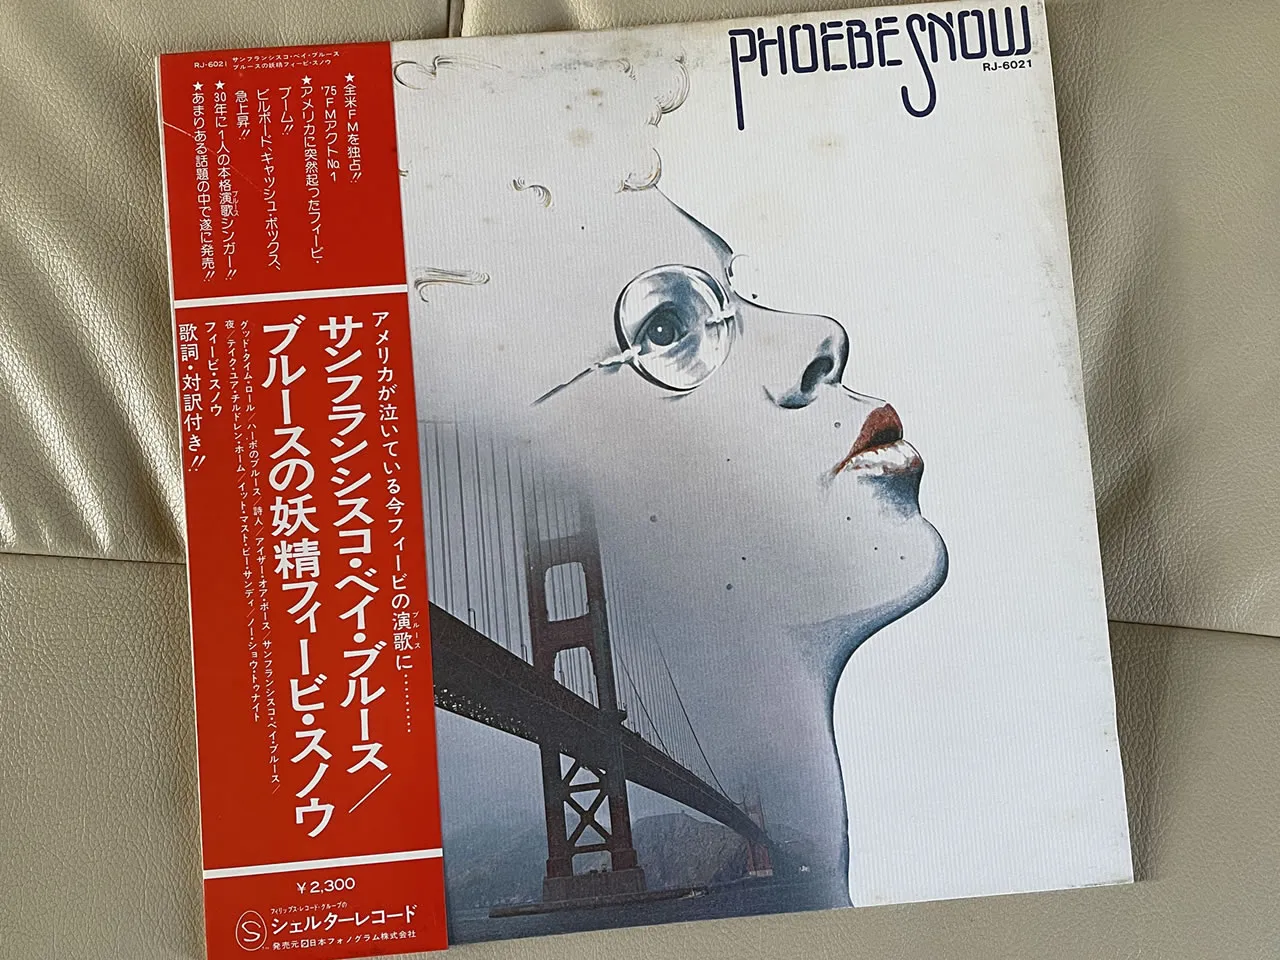 RJ-6021
サンフランシスコ・ベイ・ブルース
ブルースの妖精フィービ・スノウ
★全米FMを独占!!
'75FMアクトNo.1
★アメリカに突然起ったフィービ・
ブーム!!
ビルボード、キャッシュ・ボックス、
急上昇!!
★30年に1人の本格演歌シンガー!!
ブルース
★あまりある話題の中で遂に発売!!
アメリカが泣いている今フィービの演歌に………
ブルース
サンフランシスコ・ベイ・ブルース/
ブルースの妖精フィービ・スノウ
グッド・タイム・ロール/ハーポのブルース/詩人/アイザー・オア・ボース/サンフランシスコ・ベイ・ブルース/
夜/テイク・ユア・チルドレン・ホーム/イット・マスト・ビー・サンデイ/ノー・ショウ・トゥナイト
フィービ・スノウ
歌詞・対訳付き!!
¥2,300
フィリップス・レコード・グループの
S
シェルターレコード
発売元 日本フォノグラム株式会社
PHOEBE SNOW
RJ-6021